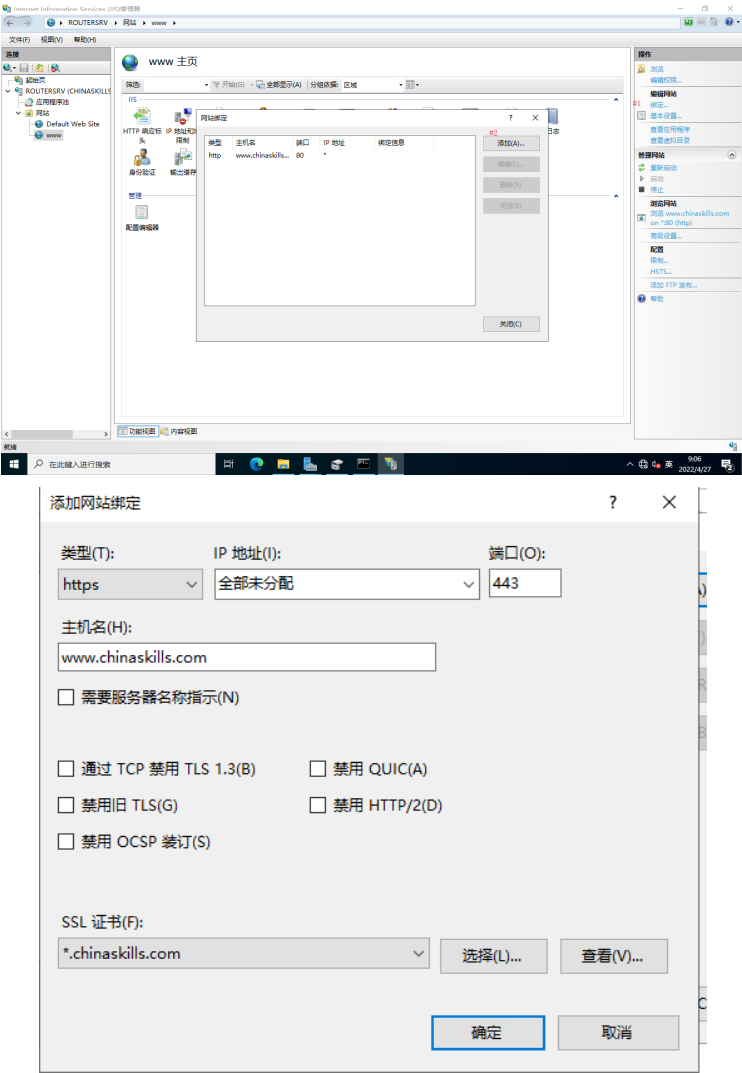 Internet Information Services (IIS)管理器
ROUTERSRV 网站 www
文件(F) 视图(V) 帮助(H)
连接
起始页
ROUTERSRV (CHINASKILLS
应用程序池
网站
Default Web Site
www
www 主页
筛选: 开始(G) 全部显示(A) 分组依据: 区域
IIS
HTTP 响应标头
IP 地址和
限制
日志
身份验证
输出缓存
管理
配置编辑器
网站绑定 ?
类型 主机名 端口 IP 地址 绑定信息
http www.chinaskills... 80 *
#2
添加(A)...
编辑(E)...
删除(R)
浏览(B)
关闭(C)
功能视图 内容视图
操作
浏览
编辑权限...
编辑网站
#1 绑定...
基本设置...
查看应用程序
查看虚拟目录
管理网站
重新启动
启动
停止
浏览网站
浏览 www.chinaskills.com
on *:80 (http)
高级设置...
配置
限制...
HSTS...
添加 FTP 发布...
帮助
就绪
在此键入进行搜索
英
9:06
2022/4/27
2
添加网站绑定 ?
类型(T): IP 地址(I): 端口(O):
https 全部未分配 443
主机名(H):
www.chinaskills.com
需要服务器名称指示(N)
通过 TCP 禁用 TLS 1.3(B) 禁用 QUIC(A)
禁用旧 TLS(G) 禁用 HTTP/2(D)
禁用 OCSP 装订(S)
SSL 证书(F):
*.chinaskills.com 选择(L)... 查看(V)...
确定 取消